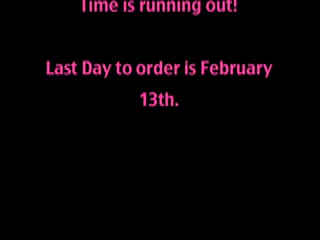 Time is running out!
Last Day to order is February
13th.